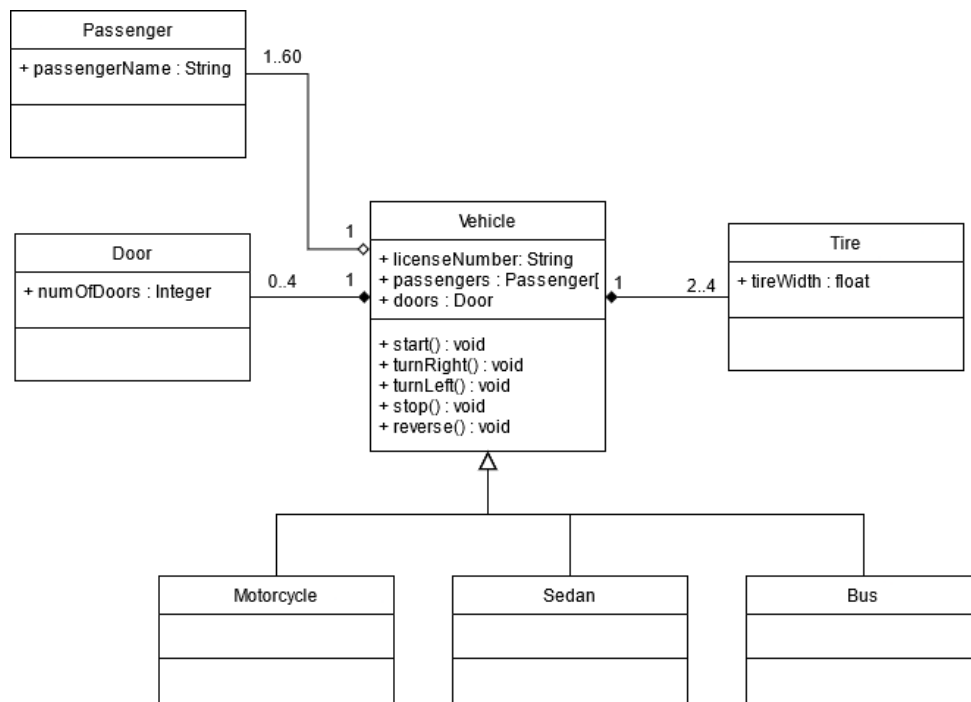 Passenger
+ passengerName : String
1..60
1
Door
+ numOfDoors : Integer
0..4
1
Vehicle
+ licenseNumber: String
+ passengers : Passenger[
+ doors : Door
+ start() : void
+ turnRight() : void
+ turnLeft() : void
+ stop() : void
+ reverse() : void
1
2..4
Tire
+ tireWidth : float
Motorcycle
Sedan
Bus